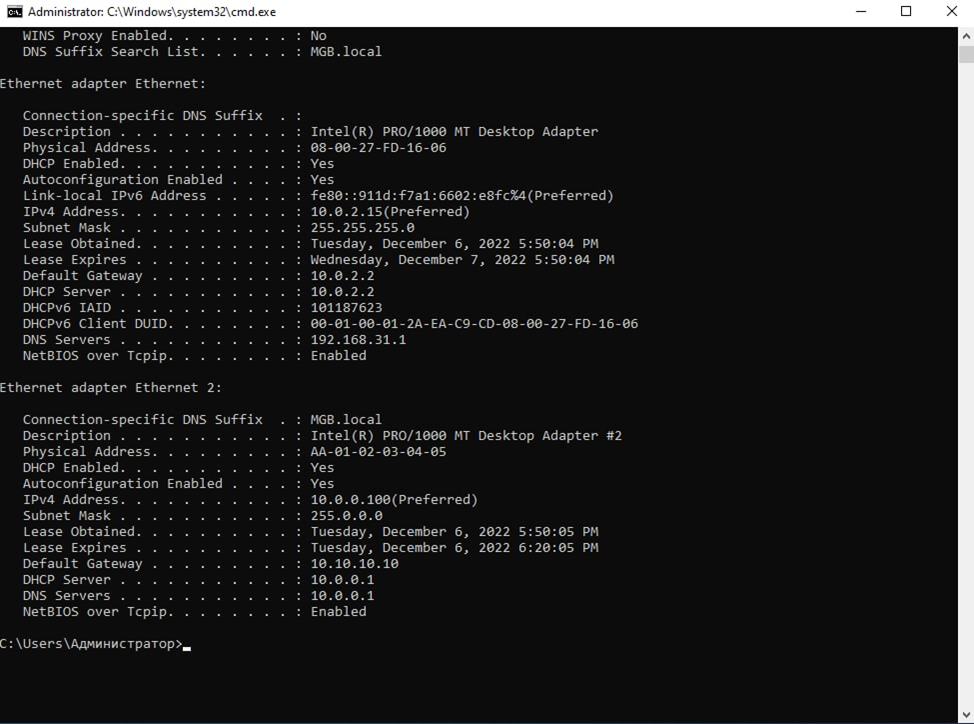 Administrator: C:\Windows\system32\cmd.exe
WINS Proxy Enabled. . . . . . . . : No
DNS Suffix Search List. . . . . . : MGB.local
Ethernet adapter Ethernet:
Connection-specific DNS Suffix  . :
Description . . . . . . . . . . . : Intel(R) PRO/1000 MT Desktop Adapter
Physical Address. . . . . . . . . : 08-00-27-FD-16-06
DHCP Enabled. . . . . . . . . . . : Yes
Autoconfiguration Enabled . . . . : Yes
Link-local IPv6 Address . . . . . : fe80::911d:f7a1:6602:e8fc%4(Preferred)
IPv4 Address. . . . . . . . . . . : 10.0.2.15(Preferred)
Subnet Mask . . . . . . . . . . . : 255.255.255.0
Lease Obtained. . . . . . . . . . : Tuesday, December 6, 2022 5:50:04 PM
Lease Expires . . . . . . . . . . : Wednesday, December 7, 2022 5:50:04 PM
Default Gateway . . . . . . . . . : 10.0.2.2
DHCP Server . . . . . . . . . . . : 10.0.2.2
DHCPv6 IAID . . . . . . . . . . . : 101187623
DHCPv6 Client DUID. . . . . . . . : 00-01-00-01-2A-EA-C9-CD-08-00-27-FD-16-06
DNS Servers . . . . . . . . . . . : 192.168.31.1
NetBIOS over Tcpip. . . . . . . . : Enabled
Ethernet adapter Ethernet 2:
Connection-specific DNS Suffix  . : MGB.local
Description . . . . . . . . . . . : Intel(R) PRO/1000 MT Desktop Adapter #2
Physical Address. . . . . . . . . : AA-01-02-03-04-05
DHCP Enabled. . . . . . . . . . . : Yes
Autoconfiguration Enabled . . . . : Yes
IPv4 Address. . . . . . . . . . . : 10.0.0.100(Preferred)
Subnet Mask . . . . . . . . . . . : 255.0.0.0
Lease Obtained. . . . . . . . . . : Tuesday, December 6, 2022 5:50:05 PM
Lease Expires . . . . . . . . . . : Tuesday, December 6, 2022 6:20:05 PM
Default Gateway . . . . . . . . . : 10.10.10.10
DHCP Server . . . . . . . . . . . : 10.0.0.1
DNS Servers . . . . . . . . . . . : 10.0.0.1
NetBIOS over Tcpip. . . . . . . . : Enabled
C:\Users\Администратор>